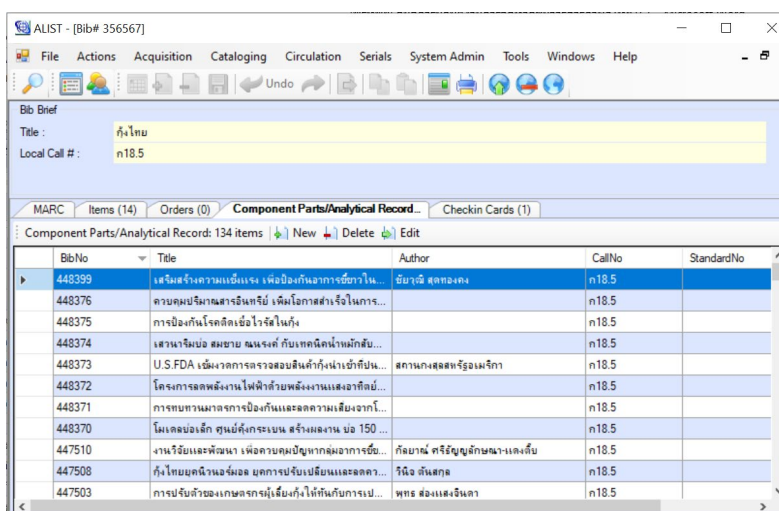 ALIST - [Bib# 356567]
File Actions Acquisition Cataloging Circulation Serials System Admin Tools Windows Help
Undo
Bib Brief
Title : กุ้งไทย
Local Call # : ก18.5
MARC Items (14) Orders (0) Component Parts/Analytical Record... Checkin Cards (1)
Component Parts/Analytical Record: 134 items New Delete Edit
BibNo Title Author CallNo StandardNo
448399 เสริมสร้างความแข็งแรง เพื่อป้องกันอาการขี้ขาวใน... ชัยวุฒิ สุดทองคง ก18.5
448376 ควบคุมปริมาณสารอินทรีย์ เพิ่มโอกาสสำเร็จในการ... ก18.5
448375 การป้องกันโรคติดเชื้อไวรัสในกุ้ง ก18.5
448374 เสวนาริมบ่อ สมชาย ณนรงค์ กับเทคนิคน้ำหมักสับ... ก18.5
448373 U.S.FDA เข้มงวดการตรวจสอบสินค้ากุ้งนำเข้าที่ปน... สถานกงสุลสหรัฐอเมริกา ก18.5
448372 โครงการลดพลังงานไฟฟ้าด้วยพลังงานแสงอาทิตย์... ก18.5
448371 การทบทวนมาตรการป้องกันและลดความเสี่ยงจากโ... ก18.5
448370 โมเดลบ่อเล็ก ศูนย์คุ้งกระเบน สร้างผลงาน บ่อ 150 ... ก18.5
447510 งานวิจัยและพัฒนา เพื่อควบคุมปัญหากลุ่มอาการขี้ข... กัลยาณ์ ศรีธัญญลักษณา-แดงติ๊บ ก18.5
447508 กุ้งไทยยุคนิวนอร์มอล ยุคการปรับเปลี่ยนและลดคว... วินิจ ตันสกุล ก18.5
447503 การปรับตัวของเกษตรกรผู้เลี้ยงกุ้งให้ทันกับการเป... พุทธ ส่องแสงจินดา ก18.5